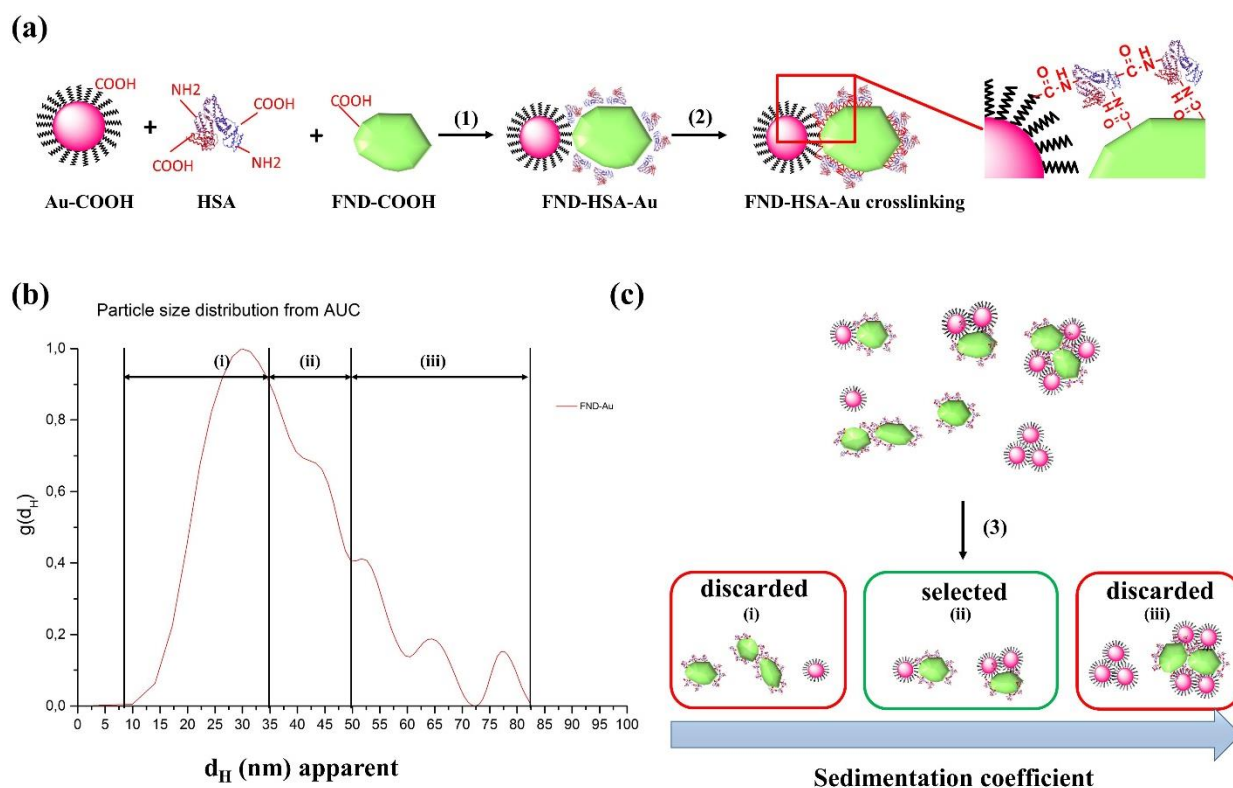 (a)
COOH
NH2
COOH
COOH
NH2
COOH
+
+
(1)
(2)
O
C
N
H
O
C
N
H
H
N
C
O
H
N
C
O
Au-COOH
HSA
FND-COOH
FND-HSA-Au
FND-HSA-Au crosslinking
(b)
Particle size distribution from AUC
1,0
0,8
0,6
0,4
0,2
0,0
g(dH)
(i)
(ii)
(iii)
FND-Au
0 5 10 15 20 25 30 35 40 45 50 55 60 65 70 75 80 85 90 95 100
dH (nm) apparent
(c)
(3)
discarded
(i)
selected
(ii)
discarded
(iii)
Sedimentation coefficient